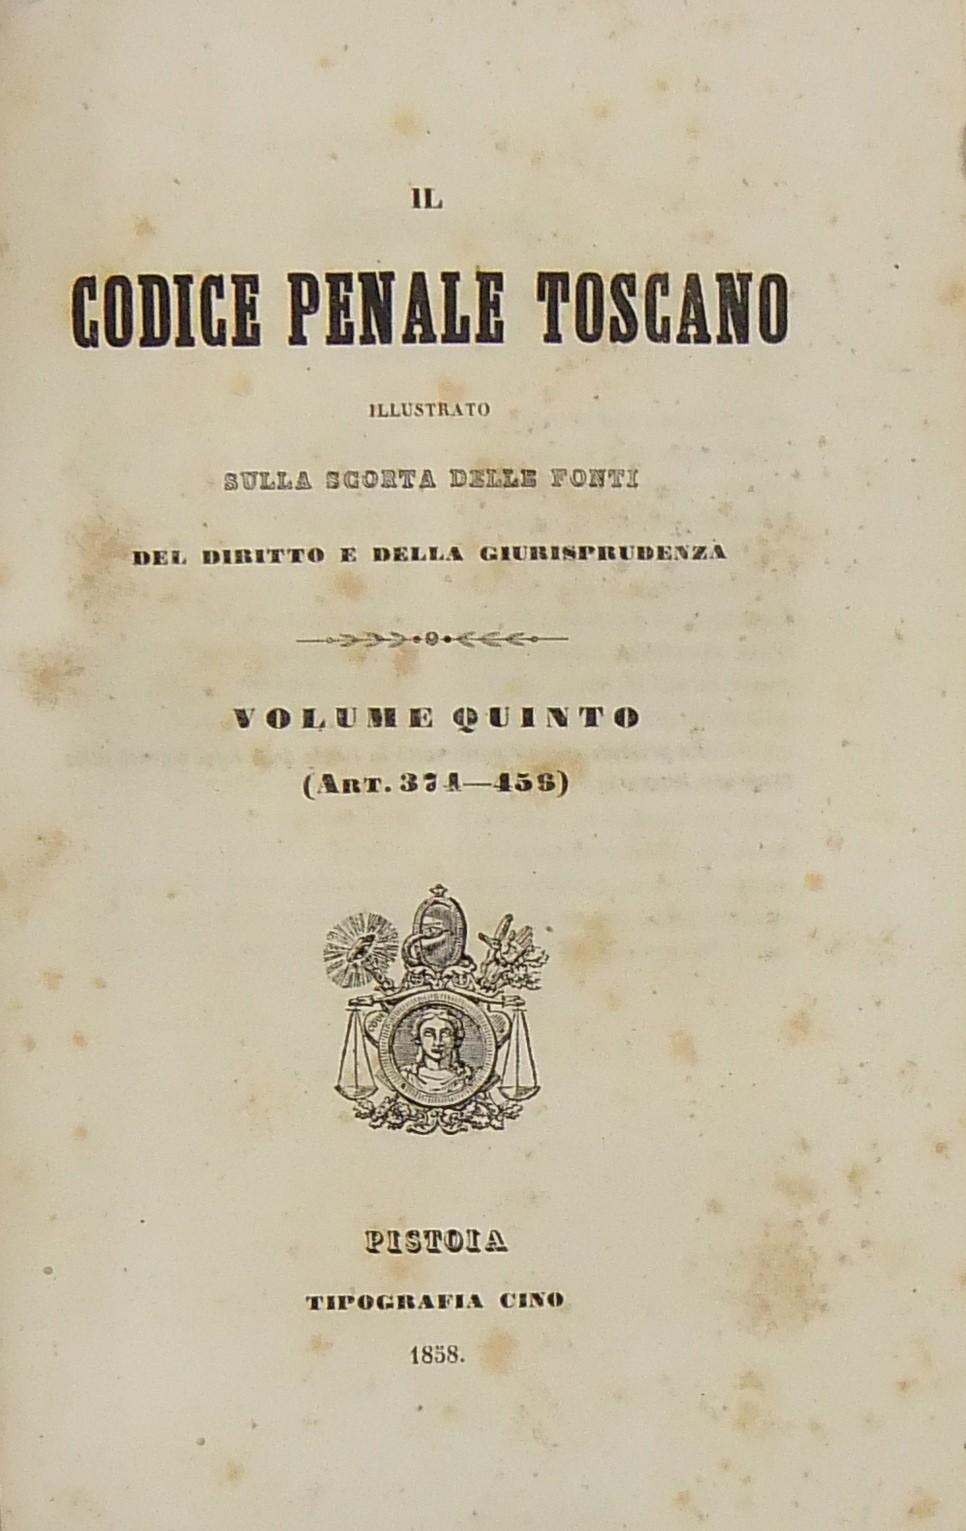 IL
CODICE PENALE TOSCANO
ILLUSTRATO
SULLA SCORTA DELLE FONTI
DEL DIRITTO E DELLA GIURISPRUDENZA
VOLUME QUINTO
(ART. 374—458)
PISTOIA
TIPOGRAFIA CINO
1858.